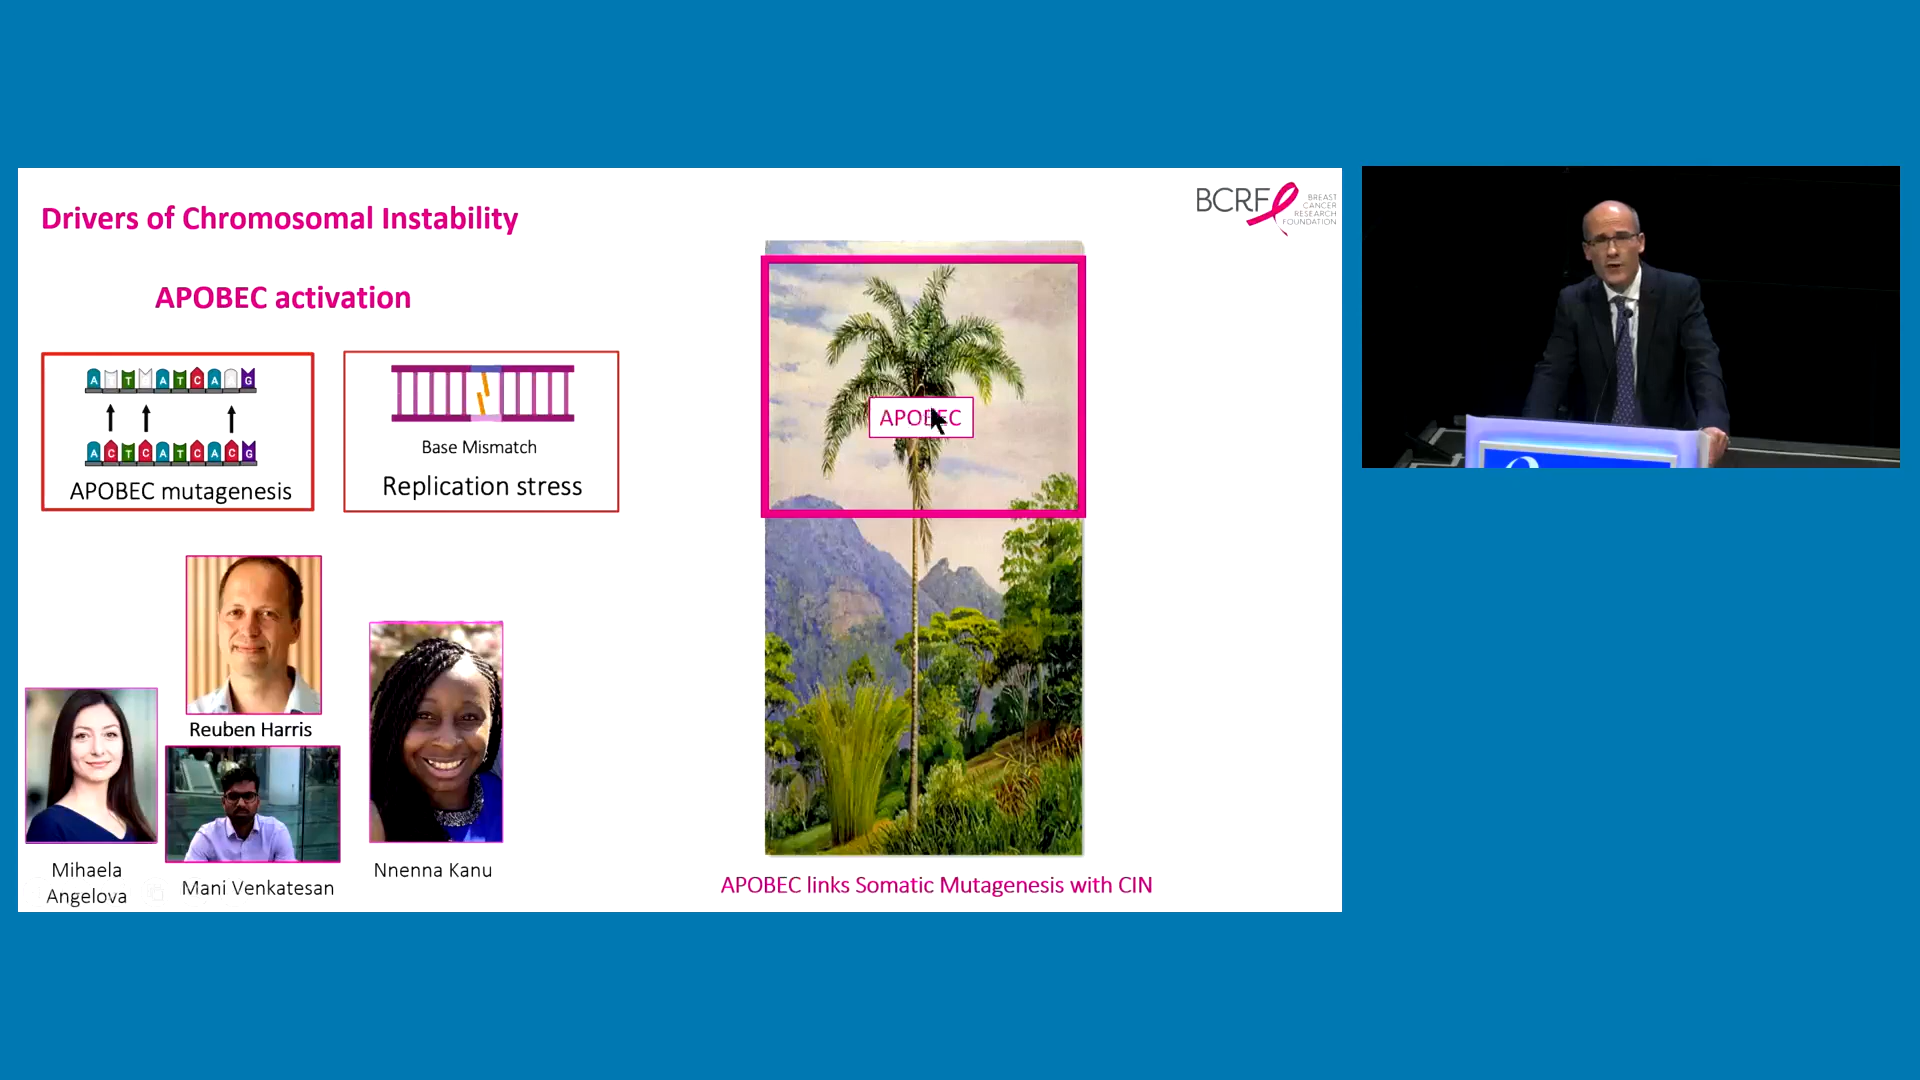 Drivers of Chromosomal Instability
BCRF
BREAST
CANCER
RESEARCH
FOUNDATION
APOBEC activation
A T A T C A G
A C T C A T C A C G
APOBEC mutagenesis
Base Mismatch
Replication stress
APOBEC
Reuben Harris
Mihaela
Angelova
Mani Venkatesan
Nnenna Kanu
APOBEC links Somatic Mutagenesis with CIN